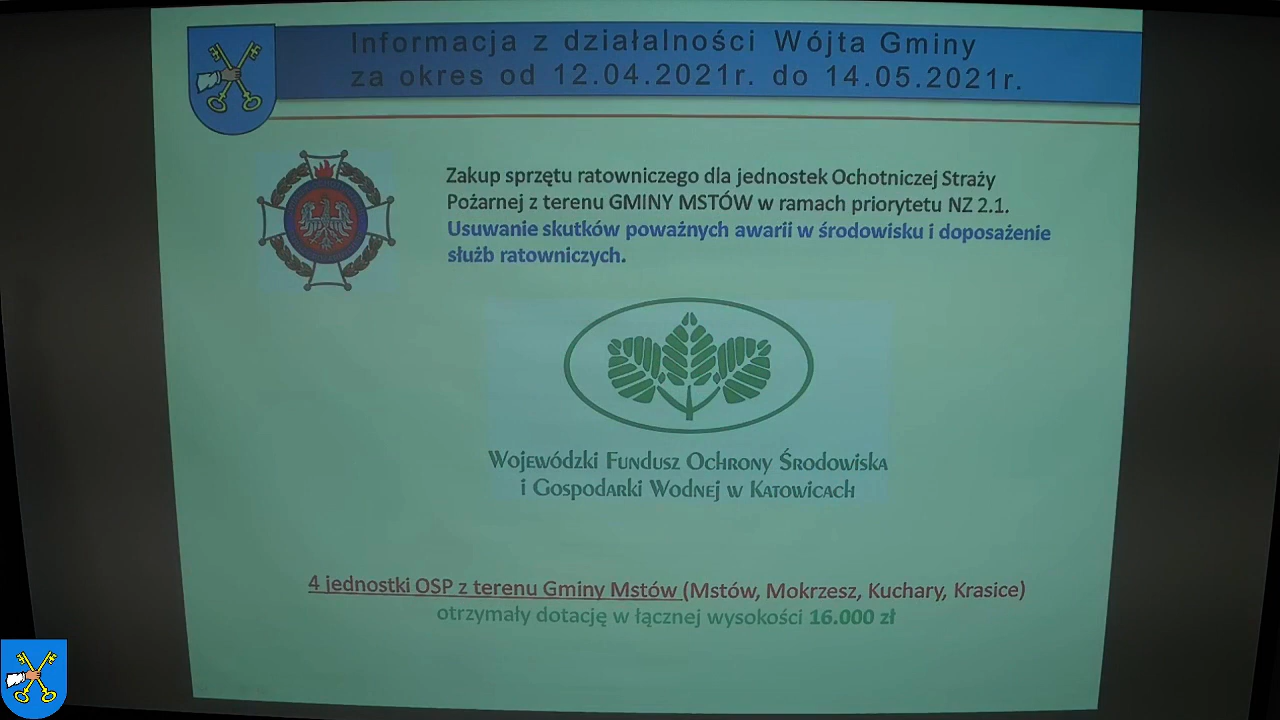 Informacja z działalności Wójta Gminy
za okres od 12.04.2021r. do 14.05.2021r.
Zakup sprzętu ratowniczego dla jednostek Ochotniczej Straży
Pożarnej z terenu GMINY MSTÓW w ramach priorytetu NZ 2.1.
Usuwanie skutków poważnych awarii w środowisku i doposażenie
służb ratowniczych.
Wojewódzki Fundusz Ochrony Środowiska
i Gospodarki Wodnej w Katowicach
4 jednostki OSP z terenu Gminy Mstów (Mstów, Mokrzesz, Kuchary, Krasice)
otrzymały dotację w łącznej wysokości 16.000 zł